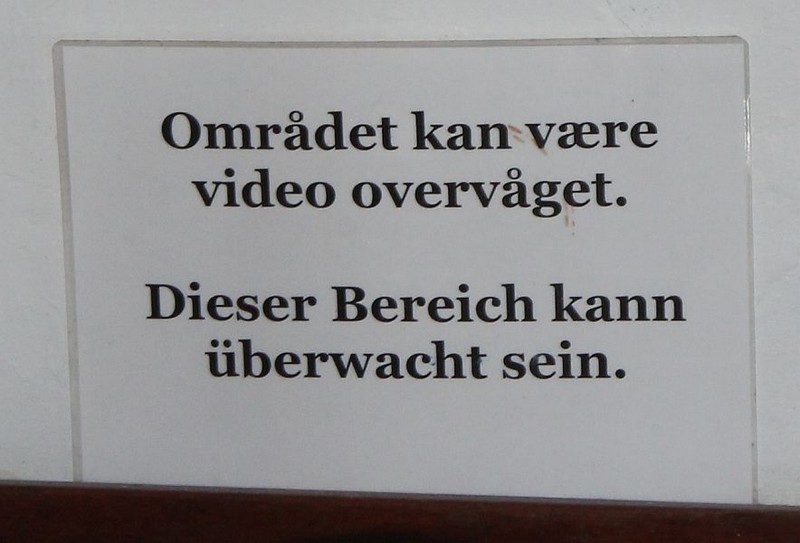 Området kan være
video overvåget.
Dieser Bereich kann
überwacht sein.